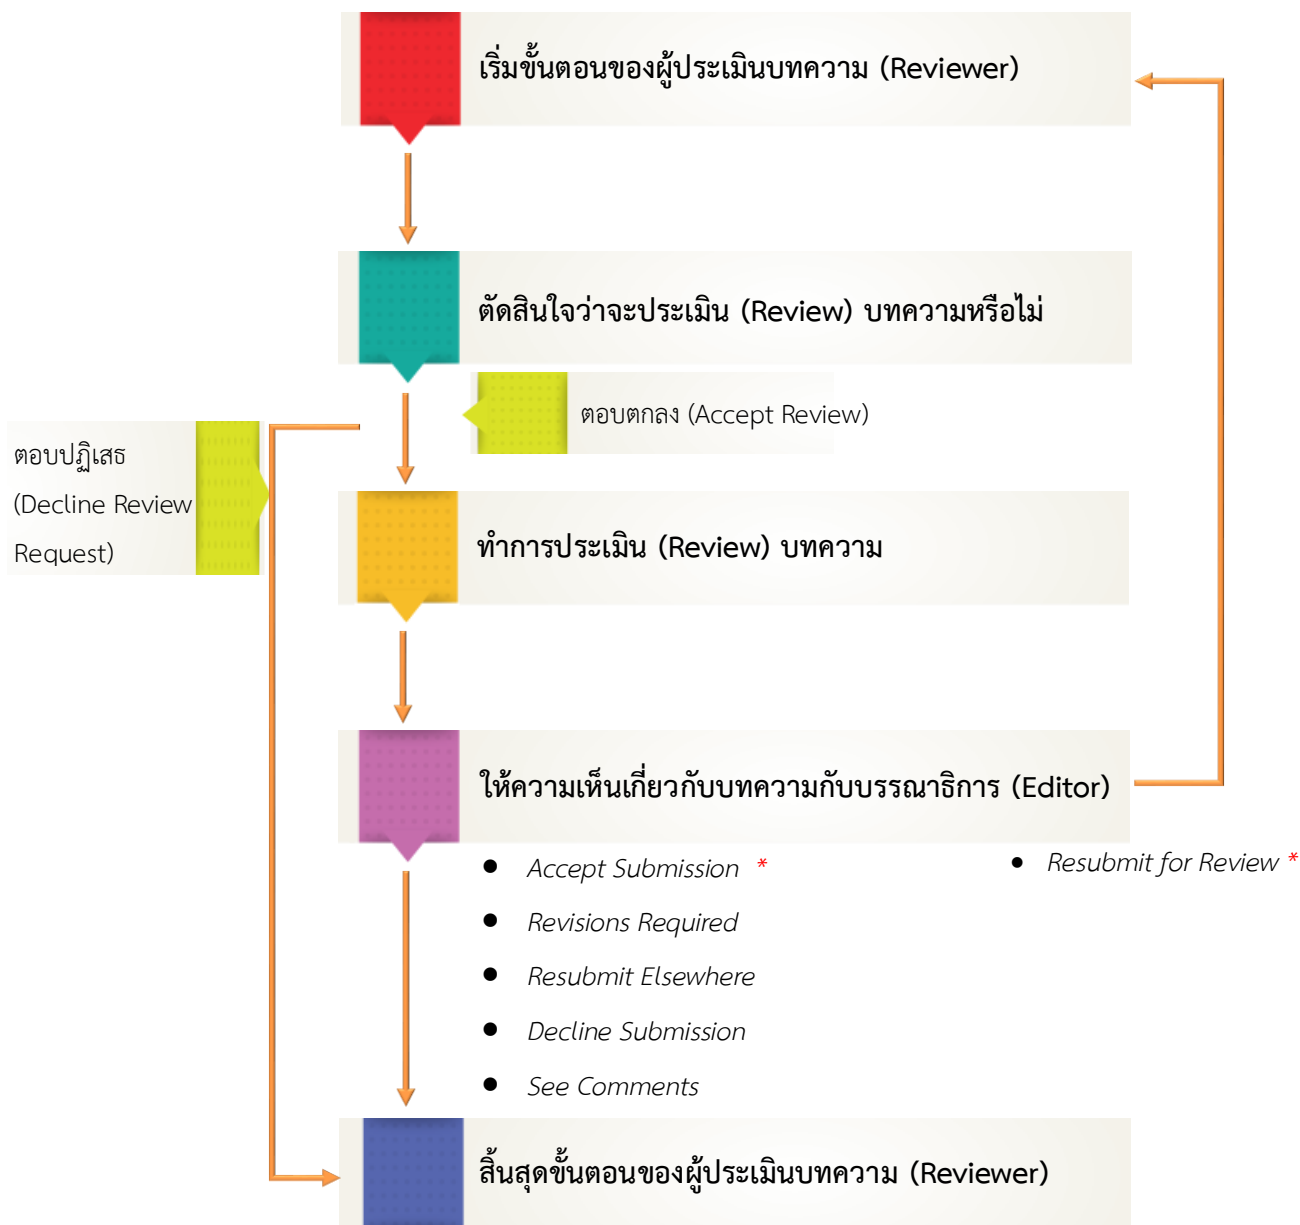 เริ่มขั้นตอนของผู้ประเมินบทความ (Reviewer)
ตัดสินใจว่าจะประเมิน (Review) บทความหรือไม่
ตอบตกลง (Accept Review)
ตอบปฏิเสธ
(Decline Review
Request)
ทำการประเมิน (Review) บทความ
ให้ความเห็นเกี่ยวกับบทความกับบรรณาธิการ (Editor)
● Accept Submission *
● Revisions Required
● Resubmit Elsewhere
● Decline Submission
● See Comments
● Resubmit for Review *
สิ้นสุดขั้นตอนของผู้ประเมินบทความ (Reviewer)